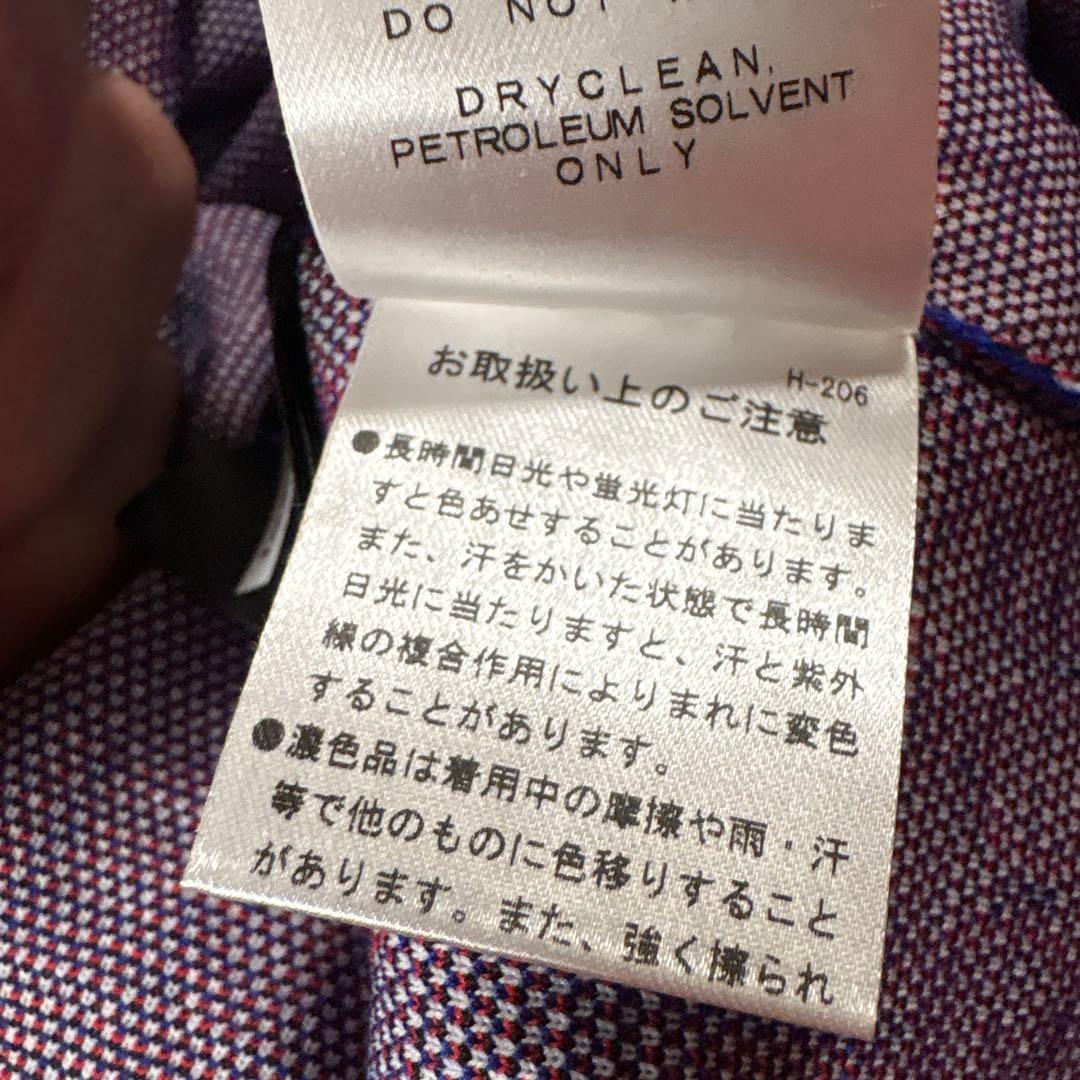 DO NOT
DRYCLEAN,
PETROLEUM SOLVENT
ONLY
H-206
お取扱い上のご注意
●長時間日光や蛍光灯に当たりま
すと色あせすることがあります。
また、汗をかいた状態で長時間
日光に当たりますと、汗と紫外
線の複合作用によりまれに変色
することがあります。
●濃色品は着用中の摩擦や雨・汗
等で他のものに色移りすること
があります。また、強く擦られ